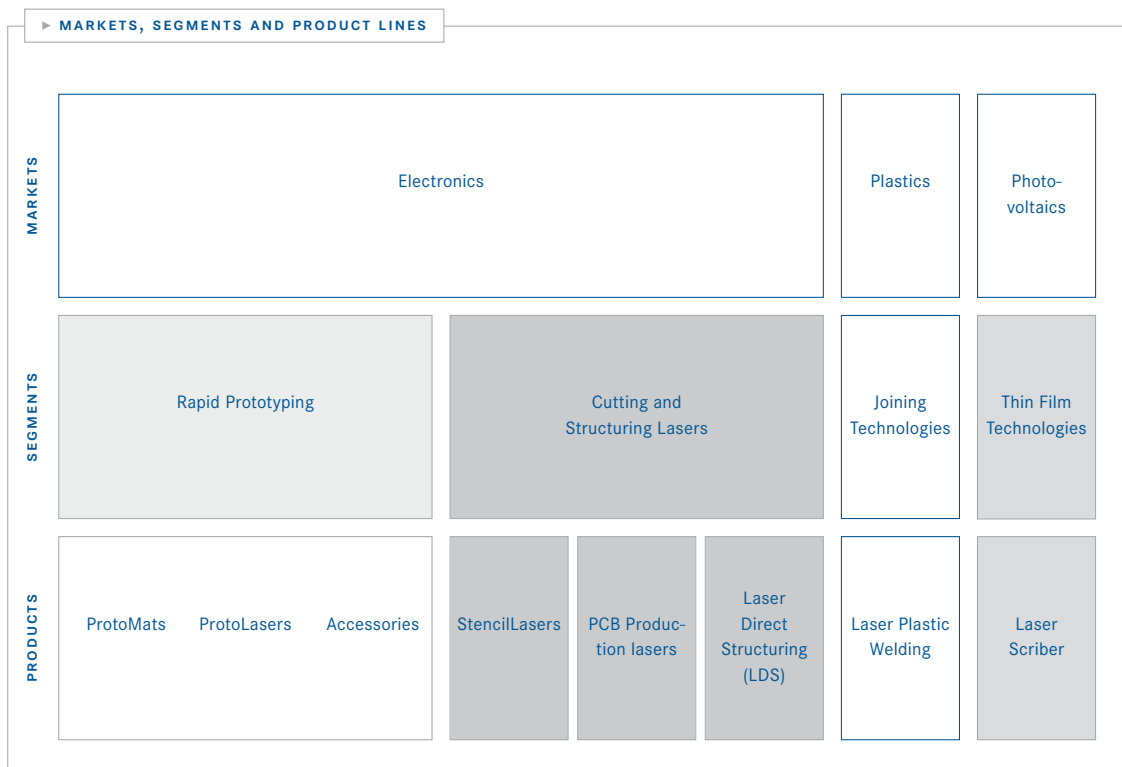 ► MARKETS, SEGMENTS AND PRODUCT LINES
MARKETS
Electronics
Plastics
Photo-
voltaics
SEGMENTS
Rapid Prototyping
Cutting and
Structuring Lasers
Joining
Technologies
Thin Film
Technologies
PRODUCTS
ProtoMats
ProtoLasers
Accessories
StencilLasers
PCB Produc-
tion lasers
Laser
Direct
Structuring
(LDS)
Laser Plastic
Welding
Laser
Scriber